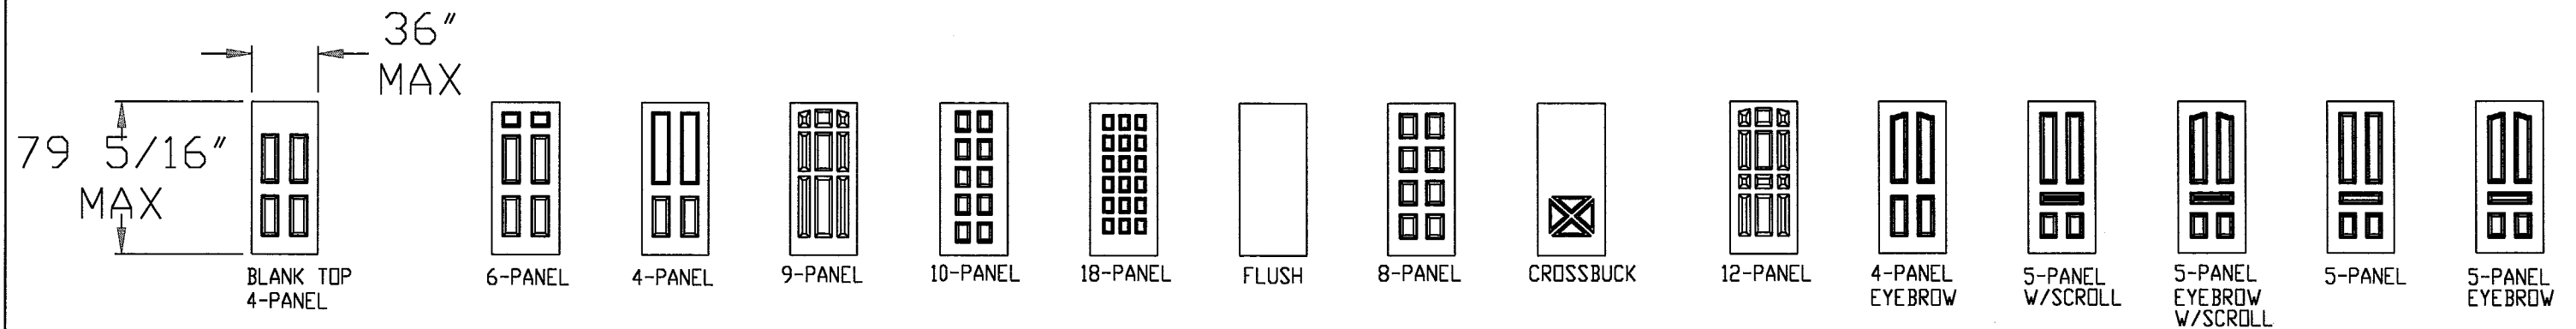 36"
MAX
79 5/16"
MAX
BLANK TOP
4-PANEL
6-PANEL
4-PANEL
9-PANEL
10-PANEL
18-PANEL
FLUSH
8-PANEL
CROSSBUCK
12-PANEL
4-PANEL
EYEBROW
5-PANEL
W/SCROLL
5-PANEL
EYEBROW
W/SCROLL
5-PANEL
5-PANEL
EYEBROW